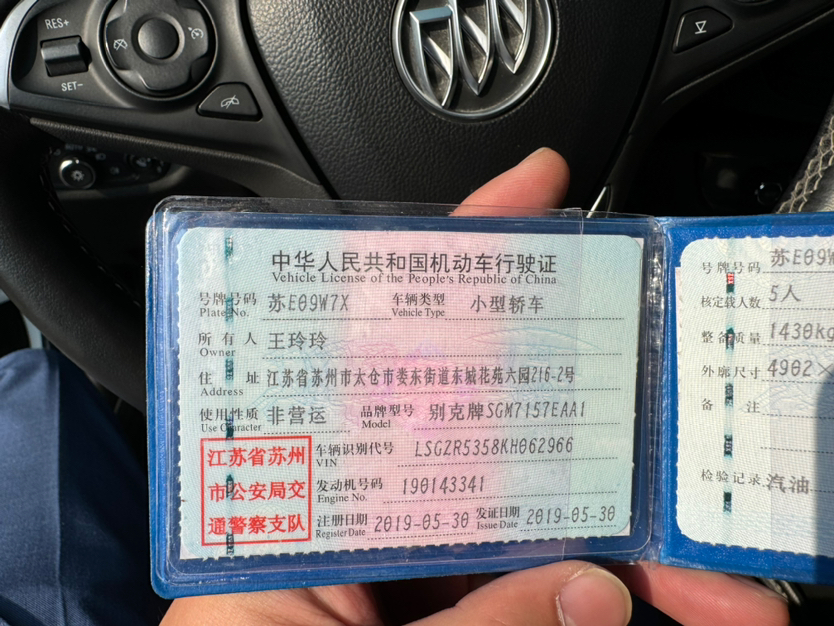 RES+
SET-
中华人民共和国机动车行驶证
Vehicle License of the People's Republic of China
号牌号码 苏E09W7X 车辆类型 小型轿车
Plate No. Vehicle Type
所有人 王玲玲
Owner
住址 江苏省苏州市太仓市娄东街道东城花苑六园216-2号
Address
使用性质 非营运 品牌型号 别克牌SGM7157EAA1
Use Character Model
江苏省苏州
市公安局交
通警察支队
车辆识别代号 LSGZR5358KH062966
VIN
发动机号码 190143341
Engine No.
注册日期 2019-05-30 发证日期 2019-05-30
Register Date Issue Date
号牌号码 苏E09W
核定载人数 5人
整备质量 1430kg
外廓尺寸 4902×
备注
检验记录 汽油